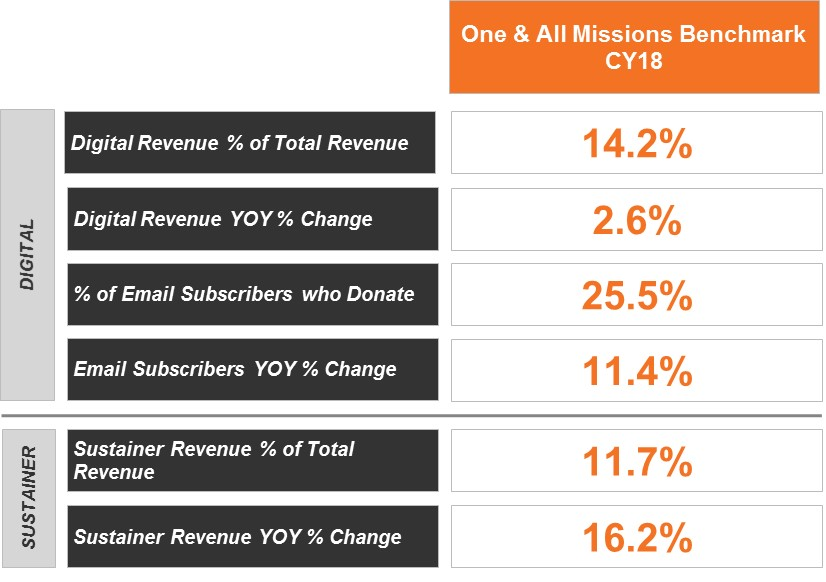 One & All Missions Benchmark
CY18
DIGITAL
Digital Revenue % of Total Revenue
14.2%
Digital Revenue YOY % Change
2.6%
% of Email Subscribers who Donate
25.5%
Email Subscribers YOY % Change
11.4%
SUSTAINER
Sustainer Revenue % of Total
Revenue
11.7%
Sustainer Revenue YOY % Change
16.2%